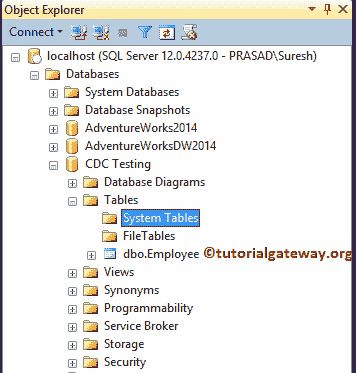 Object Explorer
Connect
localhost (SQL Server 12.0.4237.0 - PRASAD\Suresh)
Databases
System Databases
Database Snapshots
AdventureWorks2014
AdventureWorksDW2014
CDC Testing
Database Diagrams
Tables
System Tables
FileTables
dbo.Employee ©tutorialgateway.org
Views
Synonyms
Programmability
Service Broker
Storage
Security